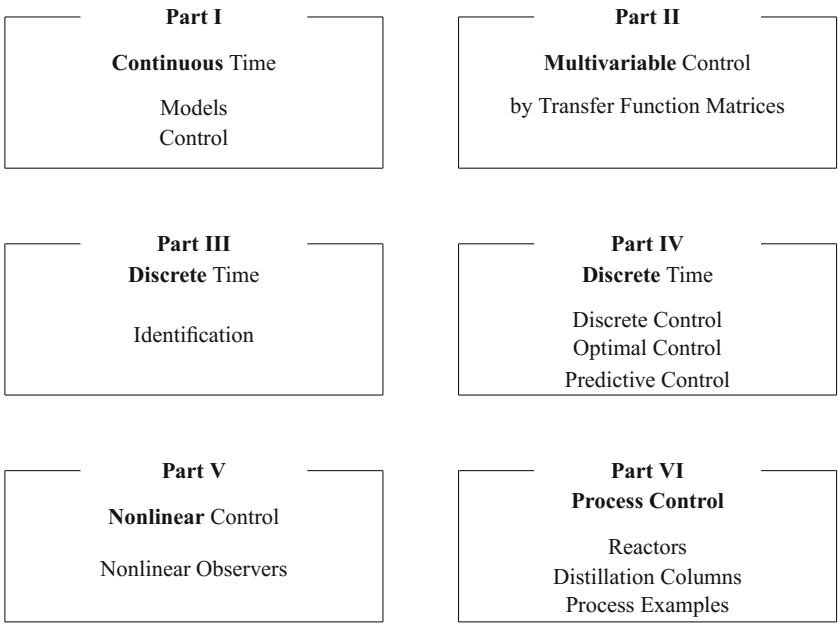 Part I
Continuous Time
Models
Control
Part II
Multivariable Control
by Transfer Function Matrices
Part III
Discrete Time
Identification
Part IV
Discrete Time
Discrete Control
Optimal Control
Predictive Control
Part V
Nonlinear Control
Nonlinear Observers
Part VI
Process Control
Reactors
Distillation Columns
Process Examples